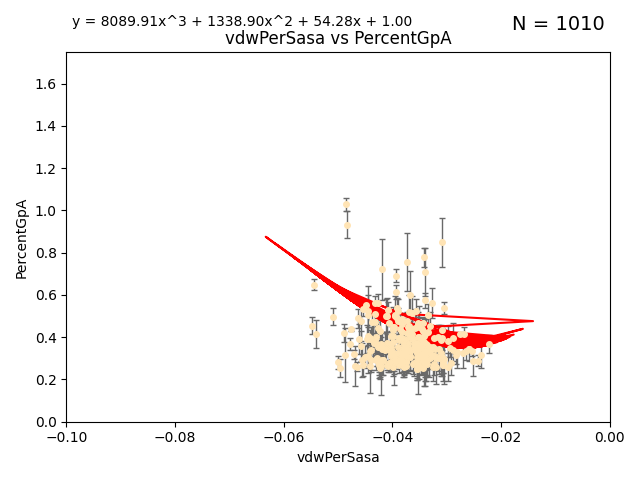 y = 8089.91x^3 + 1338.90x^2 + 54.28x + 1.00
N = 1010
vdwPerSasa vs PercentGpA
PercentGpA
1.6
1.4
1.2
1.0
0.8
0.6
0.4
0.2
0.0
−0.10 −0.08 −0.06 −0.04 −0.02 0.00
vdwPerSasa